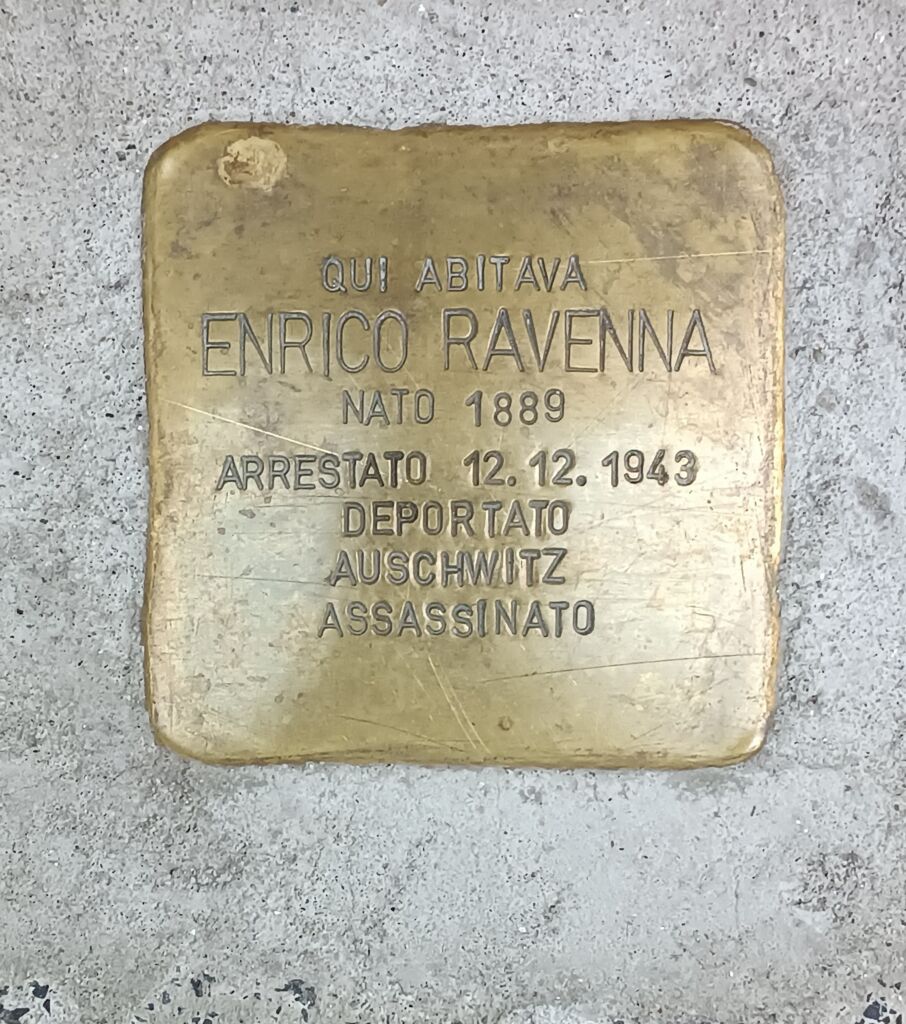 QUI ABITAVA
ENRICO RAVENNA
NATO 1889
ARRESTATO 12.12.1943
DEPORTATO
AUSCHWITZ
ASSASSINATO